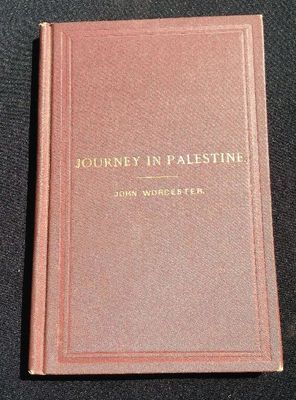 JOURNEY IN PALESTINE.
JOHN WORCESTER.